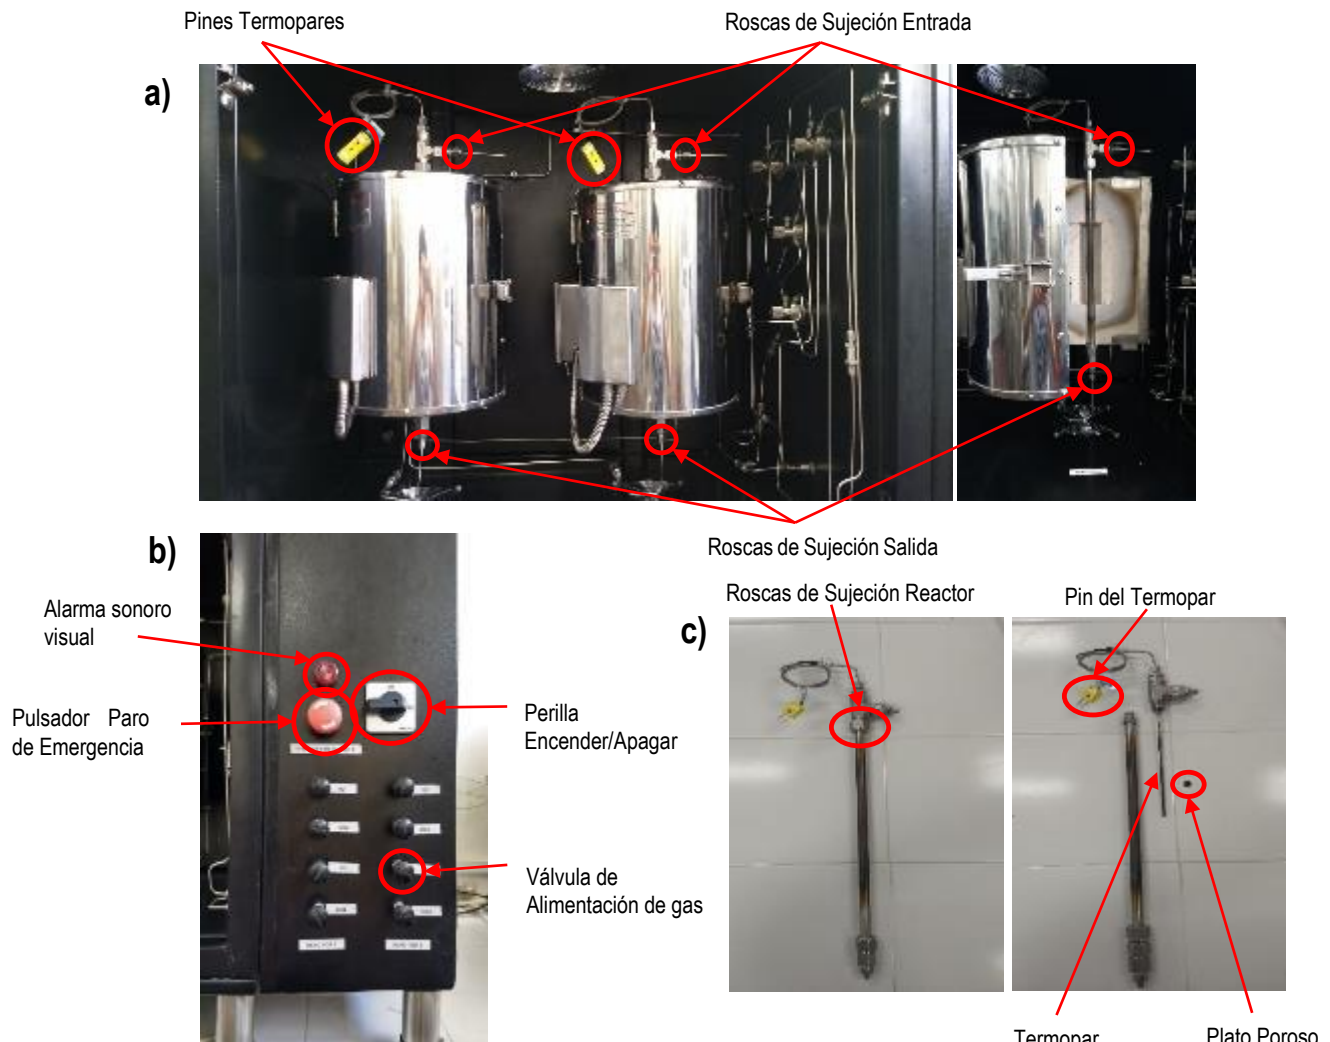 Pines Termopares
Roscas de Sujeción Entrada
a)
Roscas de Sujeción Salida
b)
Alarma sonoro
visual
Pulsador Paro
de Emergencia
Perilla
Encender/Apagar
Válvula de
Alimentación de gas
Roscas de Sujeción Reactor
Pin del Termopar
c)
Termopar
Plato Poroso